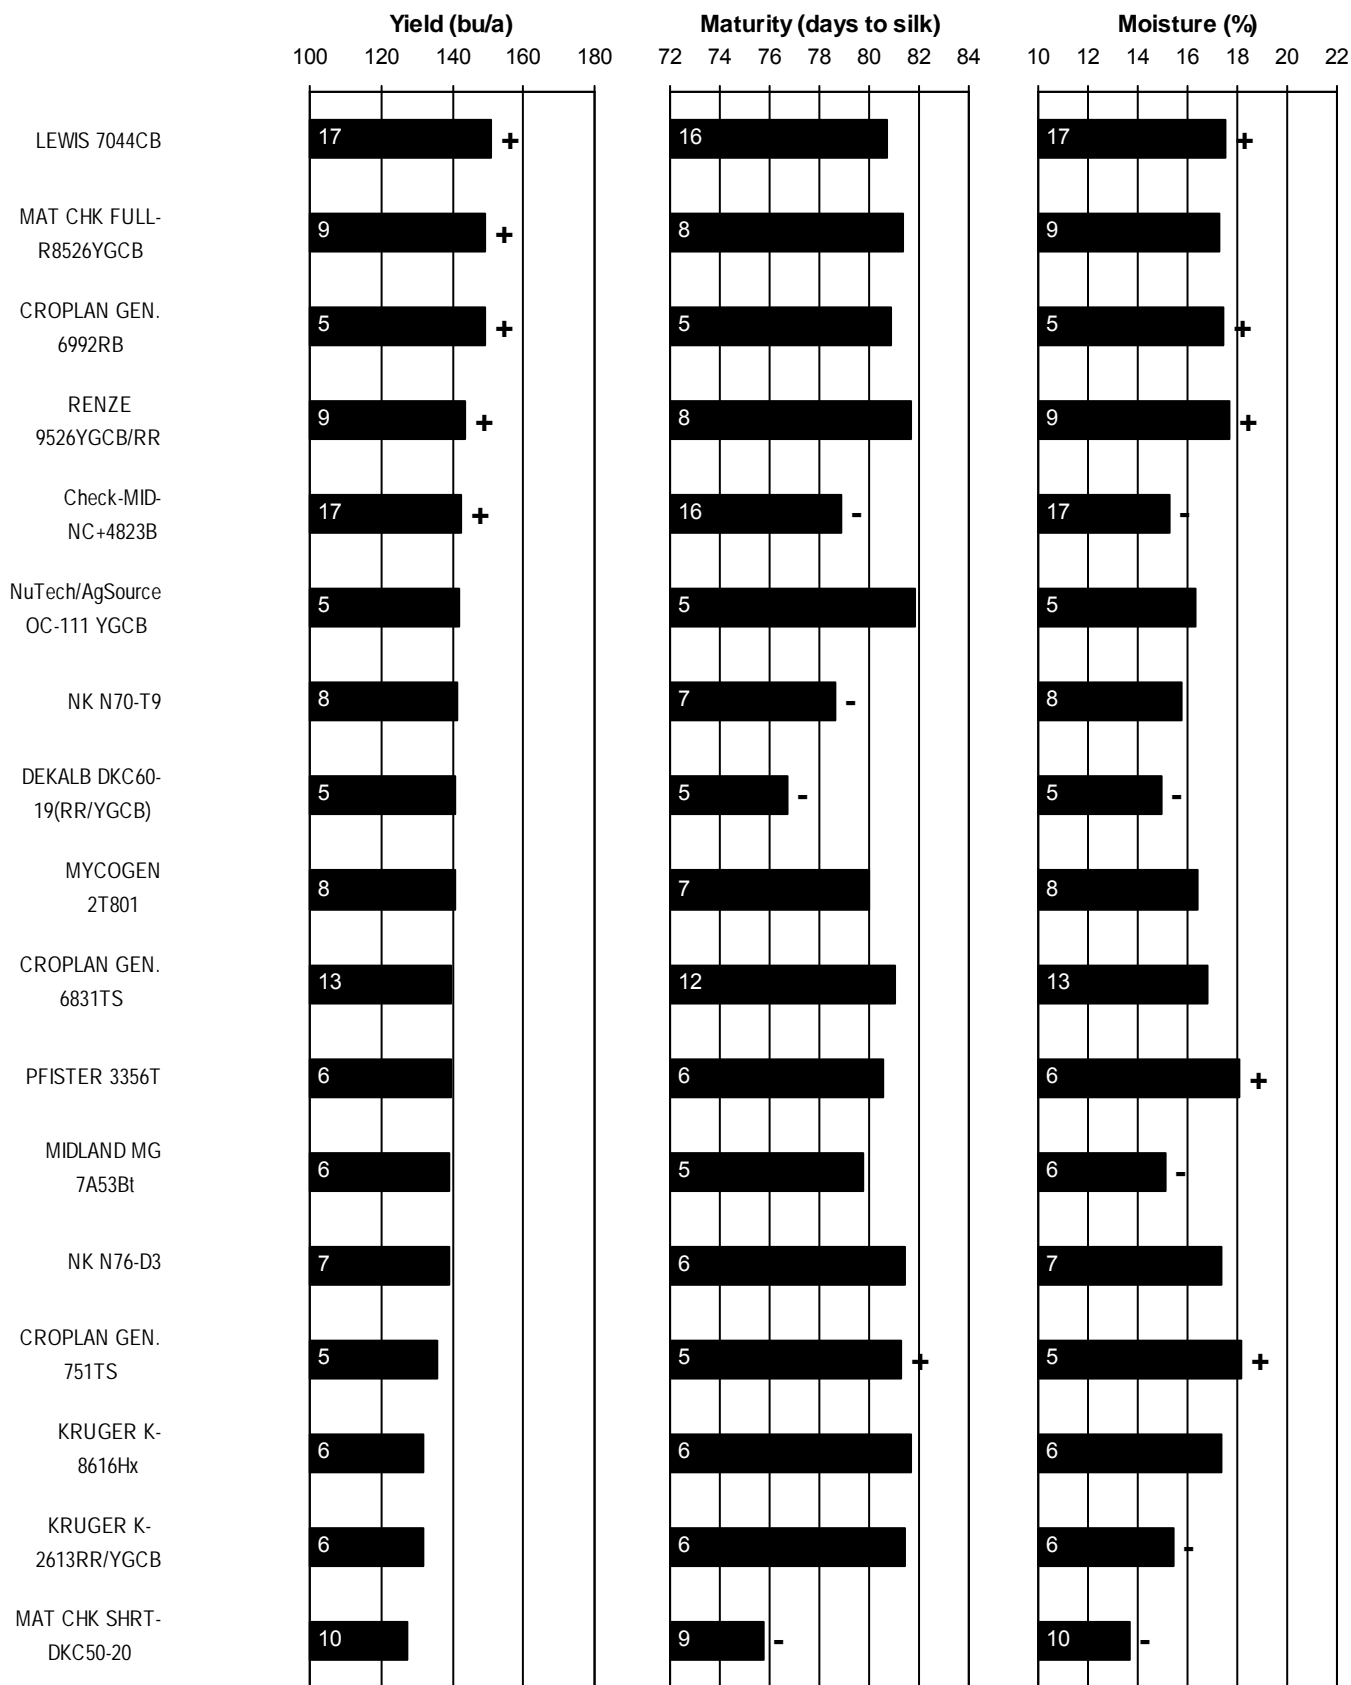 Yield (bu/a) Maturity (days to silk) Moisture (%)
100 120 140 160 180 72 74 76 78 80 82 84 10 12 14 16 18 20 22
LEWIS 7044CB 17 + 16 17 +
MAT CHK FULL-
R8526YGCB 9 + 8 9
CROPLAN GEN.
6992RB 5 + 5 5 +
RENZE
9526YGCB/RR 9 + 8 9 +
Check-MID-
NC+4823B 17 + 16 - 17 -
NuTech/AgSource
OC-111 YGCB 5 5 5
NK N70-T9 8 7 - 8
DEKALB DKC60-
19(RR/YGCB) 5 5 - 5 -
MYCOGEN
2T801 8 7 8
CROPLAN GEN.
6831TS 13 12 13
PFISTER 3356T 6 6 6 +
MIDLAND MG
7A53Bt 6 5 6 -
NK N76-D3 7 6 7
CROPLAN GEN.
751TS 5 5 + 5 +
KRUGER K-
8616Hx 6 6 6
KRUGER K-
2613RR/YGCB 6 6 6 -
MAT CHK SHRT-
DKC50-20 10 9 - 10 -